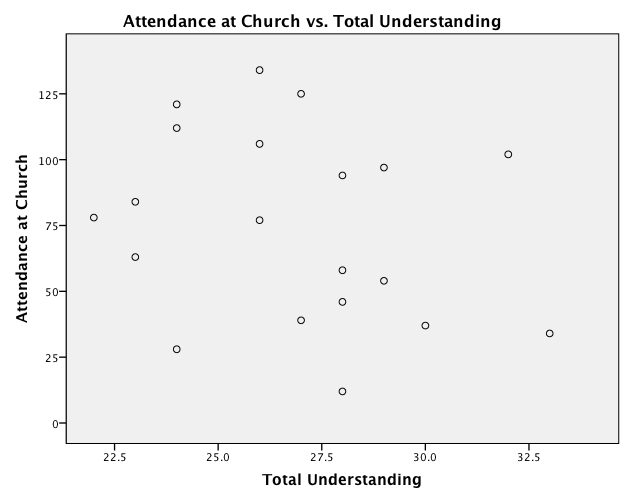 Attendance at Church vs. Total Understanding
Attendance at Church
125
100
75
50
25
0
22.5 25.0 27.5 30.0 32.5
Total Understanding